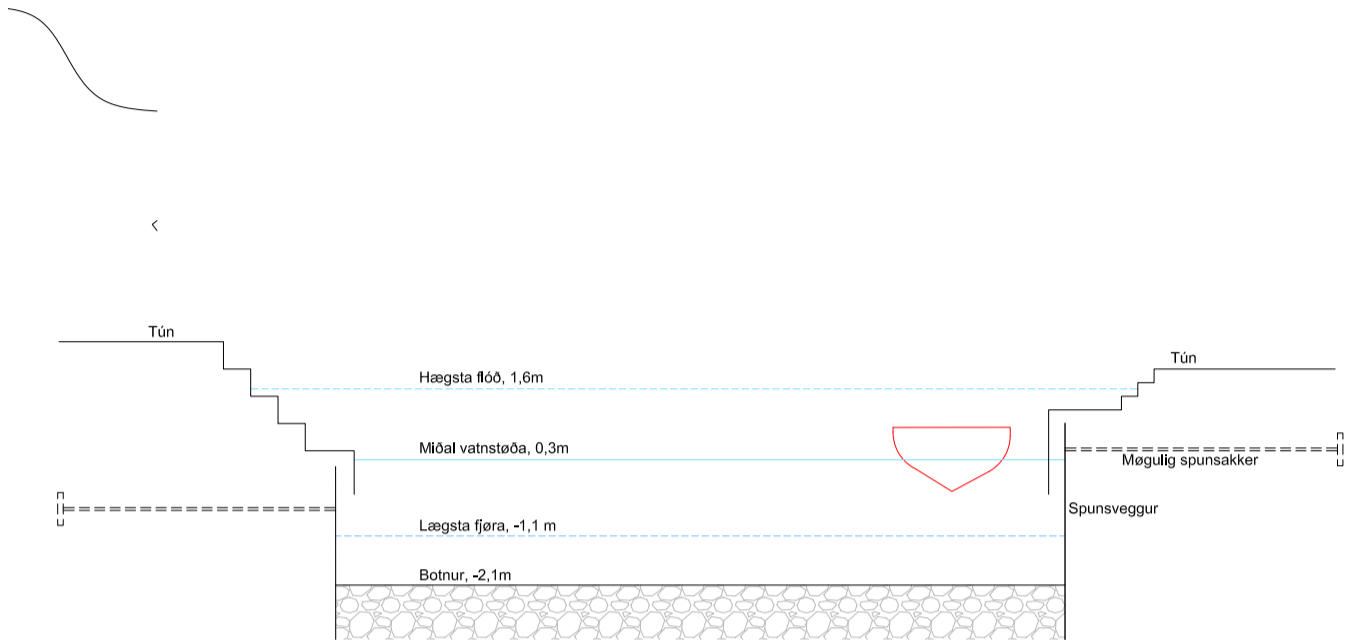 Tún
Tún
Hægsta flóð, 1,6m
Miðal vatnstøða, 0,3m
Møgulig spunsakker
Spunsveggur
Lægsta fjøra, -1,1 m
Botnur, -2,1m